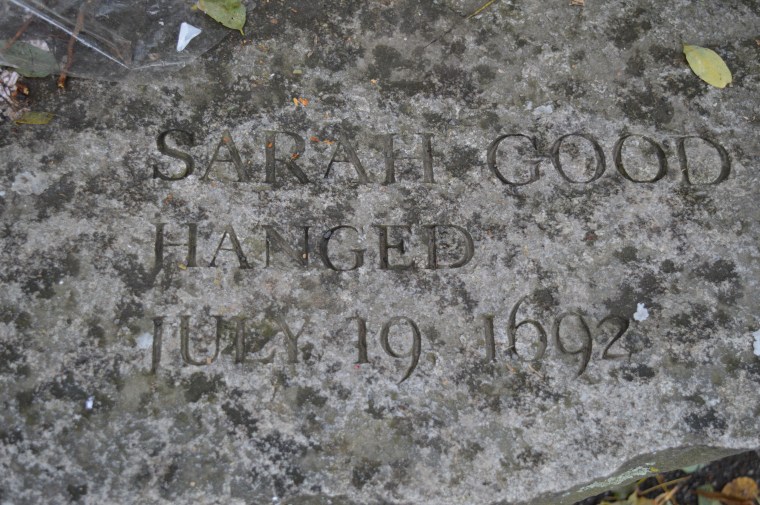 SARAH GOOD
HANGED
JULY 19, 1692